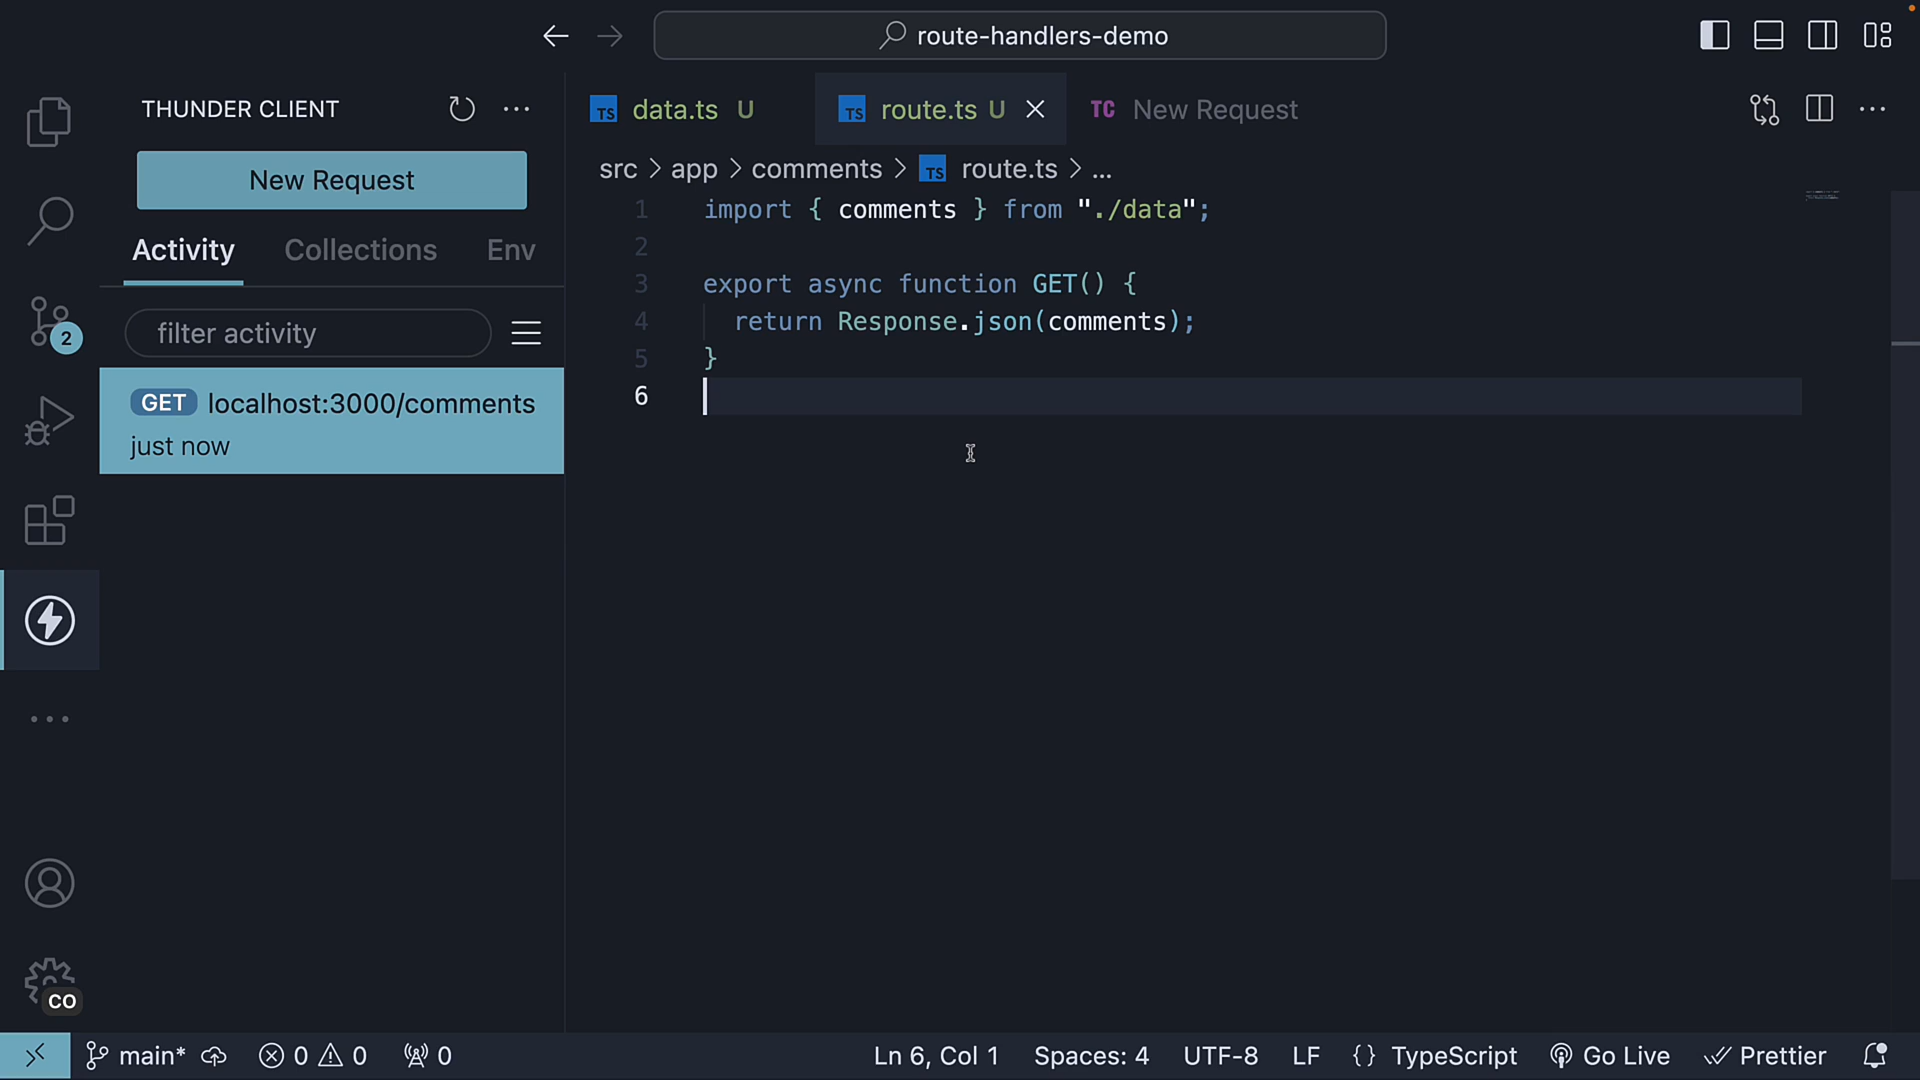 route-handlers-demo
THUNDER CLIENT
New Request
Activity Collections Env
filter activity
GET localhost:3000/comments
just now
2
CO
TS data.ts U TS route.ts U TC New Request
src > app > comments > TS route.ts > ...
1 import { comments } from "./data";
2
3 export async function GET() {
4 return Response.json(comments);
5 }
6
main* 0 0 0 Ln 6, Col 1 Spaces: 4 UTF-8 LF {} TypeScript Go Live Prettier